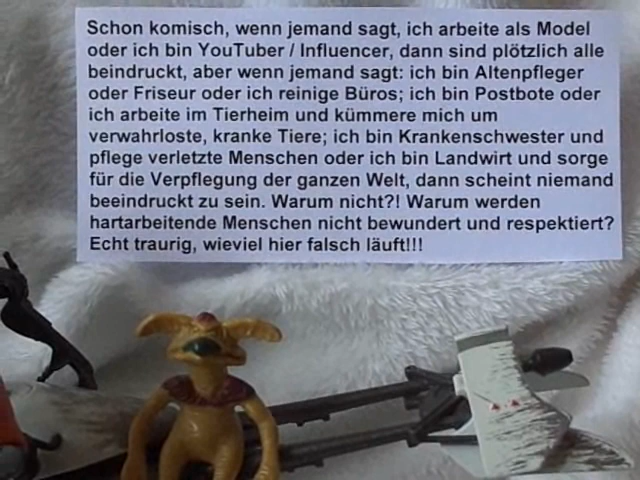 Schon komisch, wenn jemand sagt, ich arbeite als Model
oder ich bin YouTuber / Influencer, dann sind plötzlich alle
beindruckt, aber wenn jemand sagt: ich bin Altenpfleger
oder Friseur oder ich reinige Büros; ich bin Postbote oder
ich arbeite im Tierheim und kümmere mich um
verwahrloste, kranke Tiere; ich bin Krankenschwester und
pflege verletzte Menschen oder ich bin Landwirt und sorge
für die Verpflegung der ganzen Welt, dann scheint niemand
beeindruckt zu sein. Warum nicht?! Warum werden
hartarbeitende Menschen nicht bewundert und respektiert?
Echt traurig, wieviel hier falsch läuft!!!